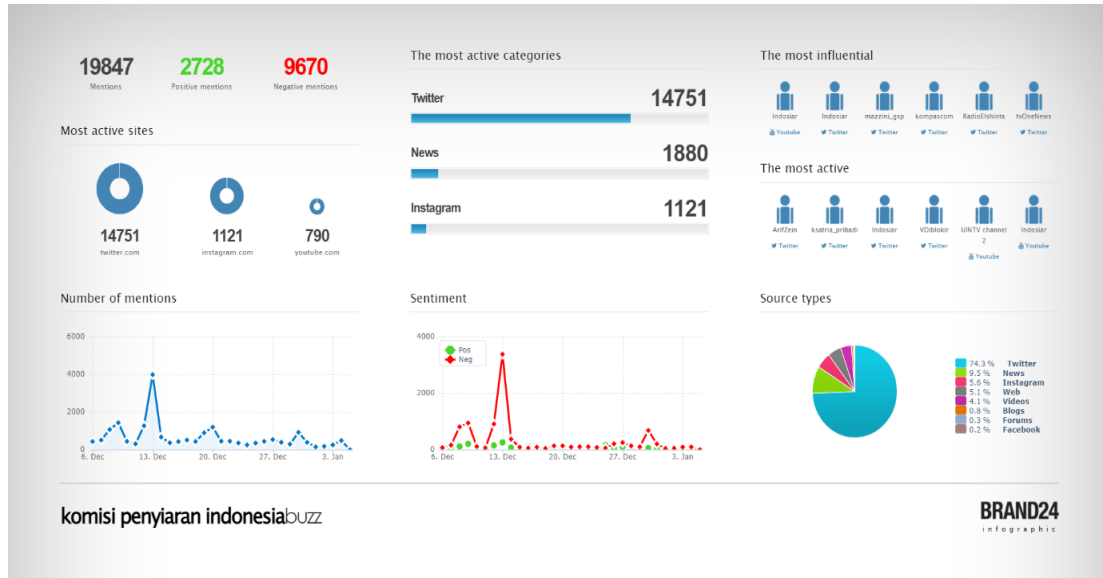 19847
Mentions
2728
Positive mentions
9670
Negative mentions
Most active sites
14751
twitter.com
1121
instagram.com
790
youtube.com
The most active categories
Twitter 14751
News 1880
Instagram 1121
The most influential
Indosiar Indosiar mazzini_gsp kompascom RadioElshinta tvOneNews
Youtube Twitter Twitter Twitter Twitter Twitter
The most active
ArifZein ksatria_pribadi Indosiar VDiblokir UINTV channel 2 Indosiar
Twitter Twitter Twitter Twitter Youtube Youtube
Number of mentions
6000
4000
2000
0
6. Dec 13. Dec 20. Dec 27. Dec 3. Jan
Sentiment
4000
Pos
Neg
2000
0
6. Dec 13. Dec 20. Dec 27. Dec 3. Jan
Source types
74.3 % Twitter
9.5 % News
5.6 % Instagram
5.1 % Web
4.1 % Videos
0.8 % Blogs
0.3 % Forums
0.2 % Facebook
komisi penyiaran indonesiabuzz
BRAND24
infographic